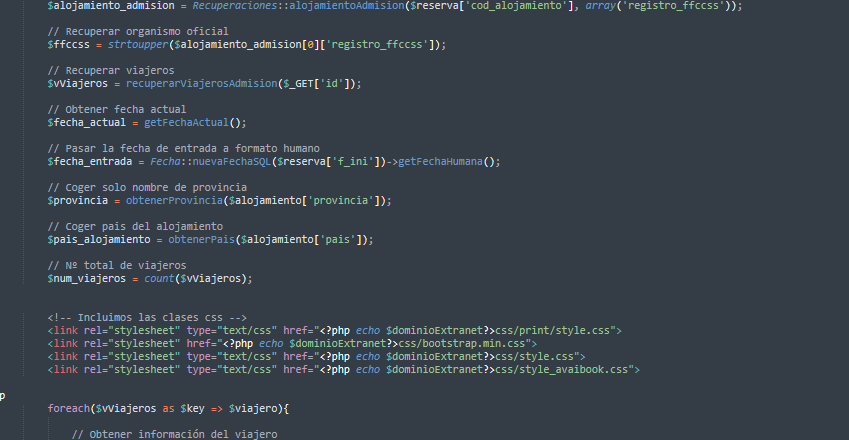 $alojamiento_admision = Recuperaciones::alojamientoAdmision($reserva['cod_alojamiento'], array('registro_ffccss'));
// Recuperar organismo oficial
$ffccss = strtoupper($alojamiento_admision[0]['registro_ffccss']);
// Recuperar viajeros
$vViajeros = recuperarViajerosAdmision($_GET['id']);
// Obtener fecha actual
$fecha_actual = getFechaActual();
// Pasar la fecha de entrada a formato humano
$fecha_entrada = Fecha::nuevaFechaSQL($reserva['f_ini'])->getFechaHumana();
// Coger solo nombre de provincia
$provincia = obtenerProvincia($alojamiento['provincia']);
// Coger pais del alojamiento
$pais_alojamiento = obtenerPais($alojamiento['pais']);
// Nº total de viajeros
$num_viajeros = count($vViajeros);
<!-- Incluimos las clases css -->
<link rel="stylesheet" type="text/css" href="<?php echo $dominioExtranet?>css/print/style.css">
<link rel="stylesheet" href="<?php echo $dominioExtranet?>css/bootstrap.min.css">
<link rel="stylesheet" type="text/css" href="<?php echo $dominioExtranet?>css/style.css">
<link rel="stylesheet" type="text/css" href="<?php echo $dominioExtranet?>css/style_avaibook.css">
p
foreach($vViajeros as $key => $viajero){
// Obtener información del viajero